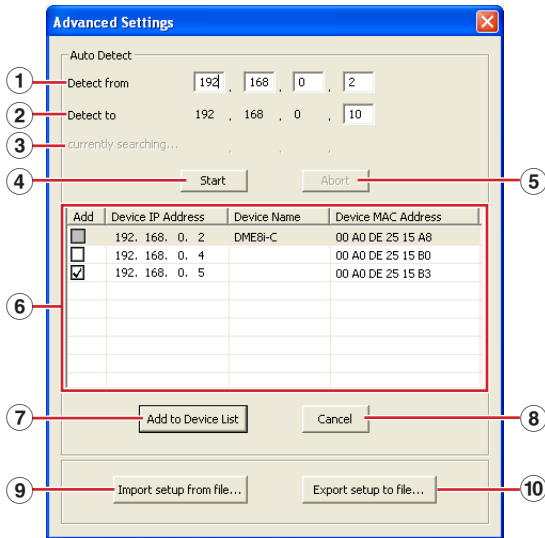 Advanced Settings
Auto Detect
1 Detect from 192 . 168 . 0 . 2
2 Detect to 192 . 168 . 0 . 10
3 currently searching... . . .
4 Start Abort 5
Add Device IP Address Device Name Device MAC Address
192. 168. 0. 2 DME8i-C 00 A0 DE 25 15 A8
192. 168. 0. 4 00 A0 DE 25 15 B0
192. 168. 0. 5 00 A0 DE 25 15 B3
6
7 Add to Device List Cancel 8
9 Import setup from file... Export setup to file... 10